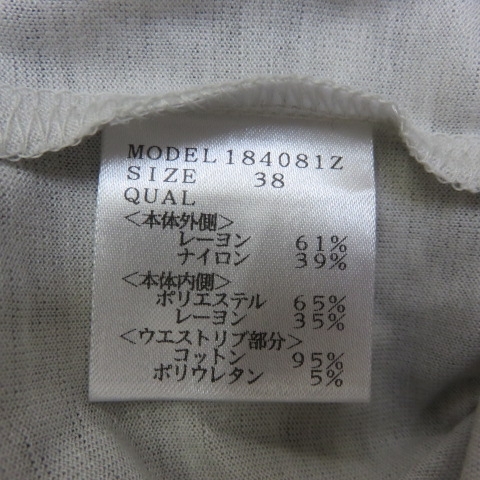 MODEL 184081Z
SIZE 38
QUAL
<本体外側>
レーヨン 61%
ナイロン 39%
<本体内側>
ポリエステル 65%
レーヨン 35%
<ウエストリブ部分>
コットン 95%
ポリウレタン 5%